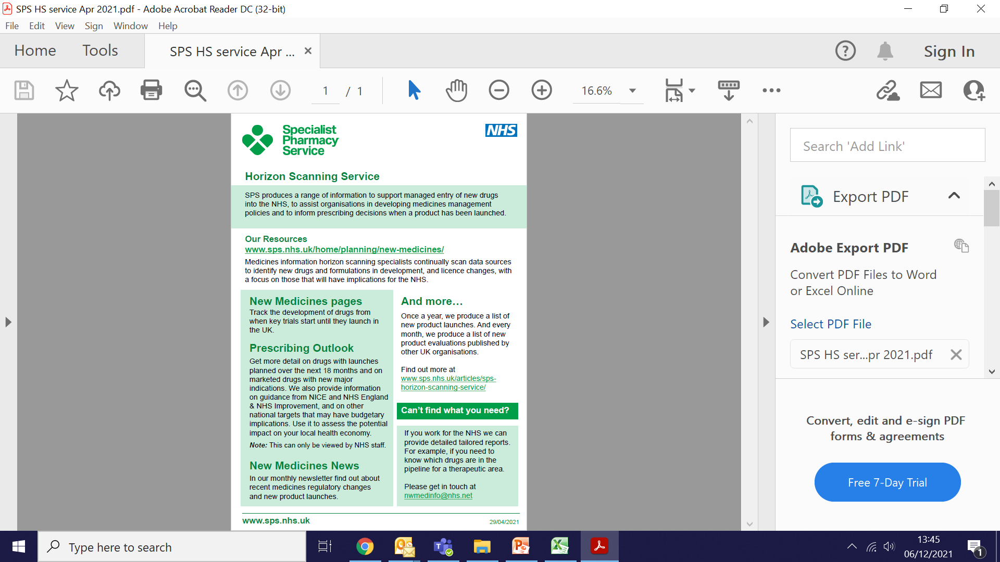 SPS HS service Apr 2021.pdf - Adobe Acrobat Reader DC (32-bit)
File Edit View Sign Window Help
Home Tools SPS HS service Apr ...
Sign In
1 / 1
16.6%
Specialist
Pharmacy
Service
NHS
Horizon Scanning Service
SPS produces a range of information to support managed entry of new drugs
into the NHS, to assist organisations in developing medicines management
policies and to inform prescribing decisions when a product has been launched.
Our Resources
www.sps.nhs.uk/home/planning/new-medicines/
Medicines information horizon scanning specialists continually scan data sources
to identify new drugs and formulations in development, and licence changes, with
a focus on those that will have implications for the NHS.
New Medicines pages
Track the development of drugs from
when key trials start until they launch in
the UK.
Prescribing Outlook
Get more detail on drugs with launches
planned over the next 18 months and on
marketed drugs with new major
indications. We also provide information
on guidance from NICE and NHS England
& NHS Improvement, and on other
national targets that may have budgetary
implications. Use it to assess the potential
impact on your local health economy.
Note: This can only be viewed by NHS staff.
New Medicines News
In our monthly newsletter find out about
recent medicines regulatory changes
and new product launches.
And more…
Once a year, we produce a list of
new product launches. And every
month, we produce a list of new
product evaluations published by
other UK organisations.
Find out more at
www.sps.nhs.uk/articles/sps-
horizon-scanning-service/
Can't find what you need?
If you work for the NHS we can
provide detailed tailored reports.
For example, if you need to
know which drugs are in the
pipeline for a therapeutic area.
Please get in touch at
nwmedinfo@nhs.net
www.sps.nhs.uk
29/04/2021
Search 'Add Link'
Export PDF
Adobe Export PDF
Convert PDF Files to Word
or Excel Online
Select PDF File
SPS HS ser...pr 2021.pdf
Convert, edit and e-sign PDF
forms & agreements
Free 7-Day Trial
Type here to search
13:45
06/12/2021
1